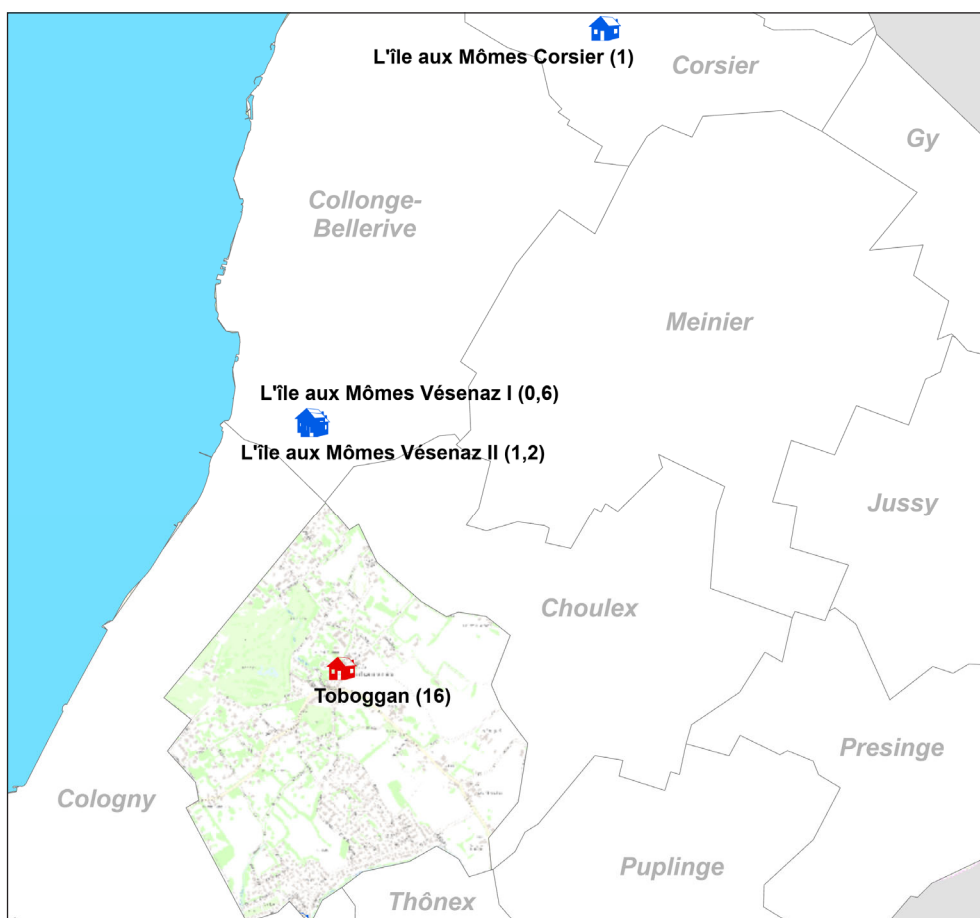 L'île aux Mômes Corsier (1)
Corsier
Gy
Collonge-
Bellerive
Meinier
L'île aux Mômes Vésenaz I (0,6)
L'île aux Mômes Vésenaz II (1,2)
Jussy
Choulex
Toboggan (16)
Presinge
Cologny
Puplinge
Thônex